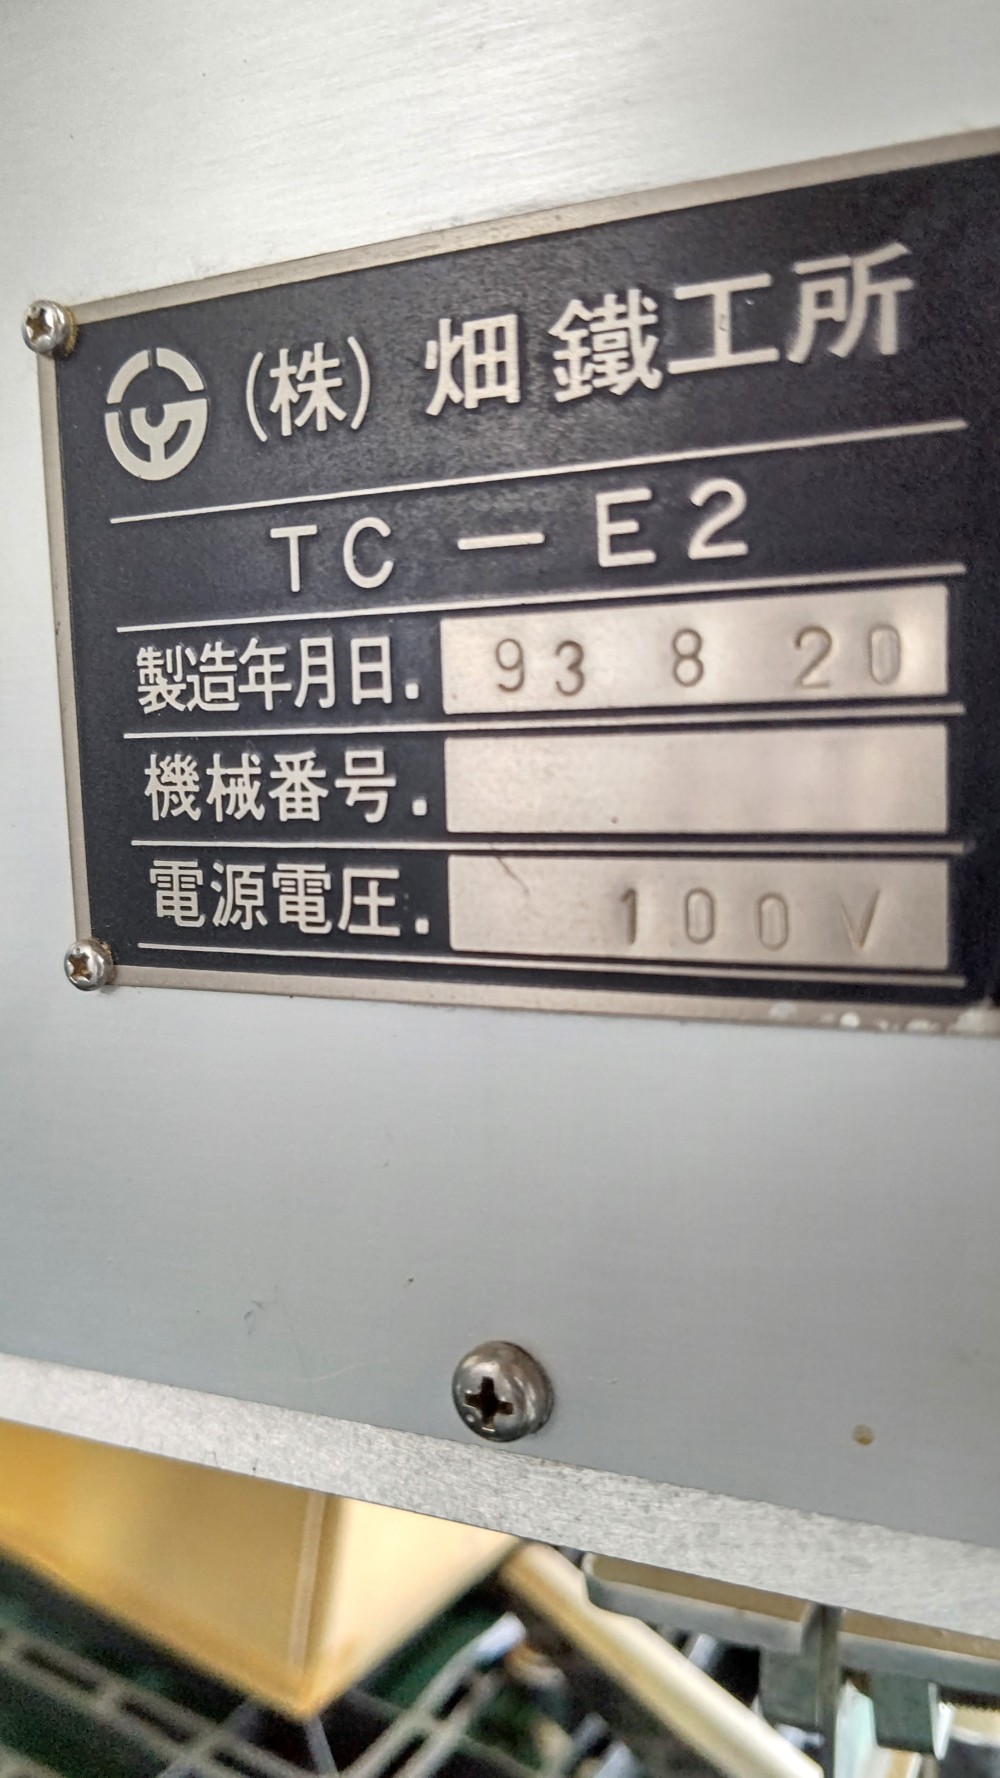 (株) 畑鐵工所
TC－E2
製造年月日. 93 8 20
機械番号.
電源電圧. 100V